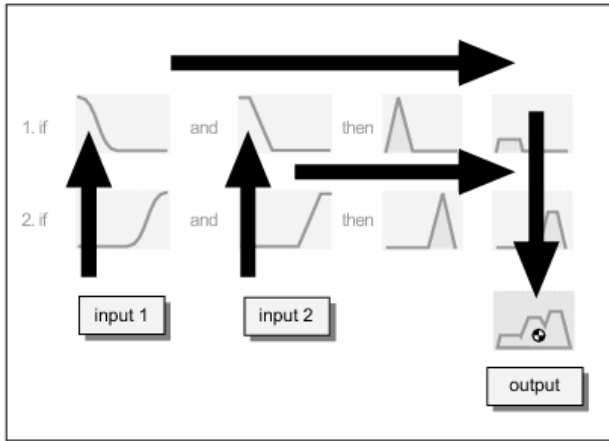 1. if and then
2. if and then
input 1 input 2
output